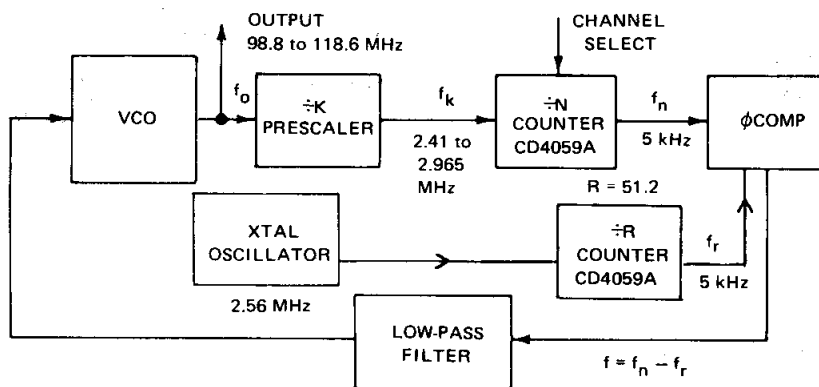 OUTPUT
98.8 to 118.6 MHz
CHANNEL
SELECT
VCO
fo
÷K
PRESCALER
fk
2.41 to
2.965
MHz
÷N
COUNTER
CD4059A
fn
5 kHz
φCOMP
R = 51.2
XTAL
OSCILLATOR
2.56 MHz
÷R
COUNTER
CD4059A
fr
5 kHz
LOW-PASS
FILTER
f = fn − fr